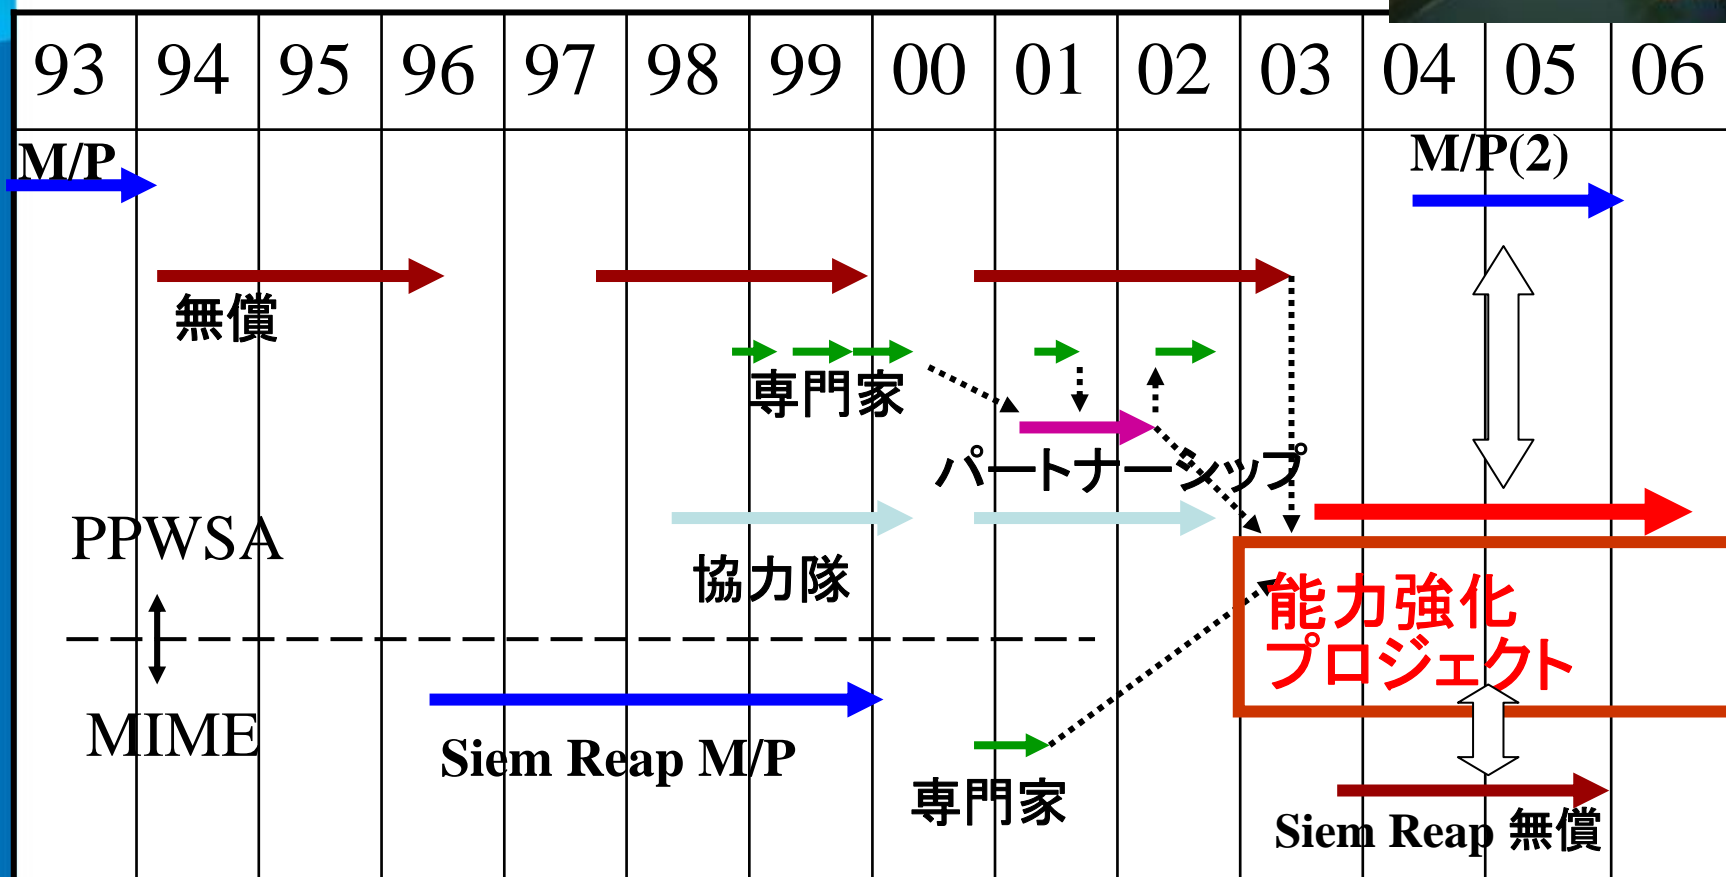 93 94 95 96 97 98 99 00 01 02 03 04 05 06
M/P
M/P(2)
無償
専門家
パートナーシップ
PPWSA
協力隊
能力強化
プロジェクト
MIME
Siem Reap M/P
専門家
Siem Reap 無償